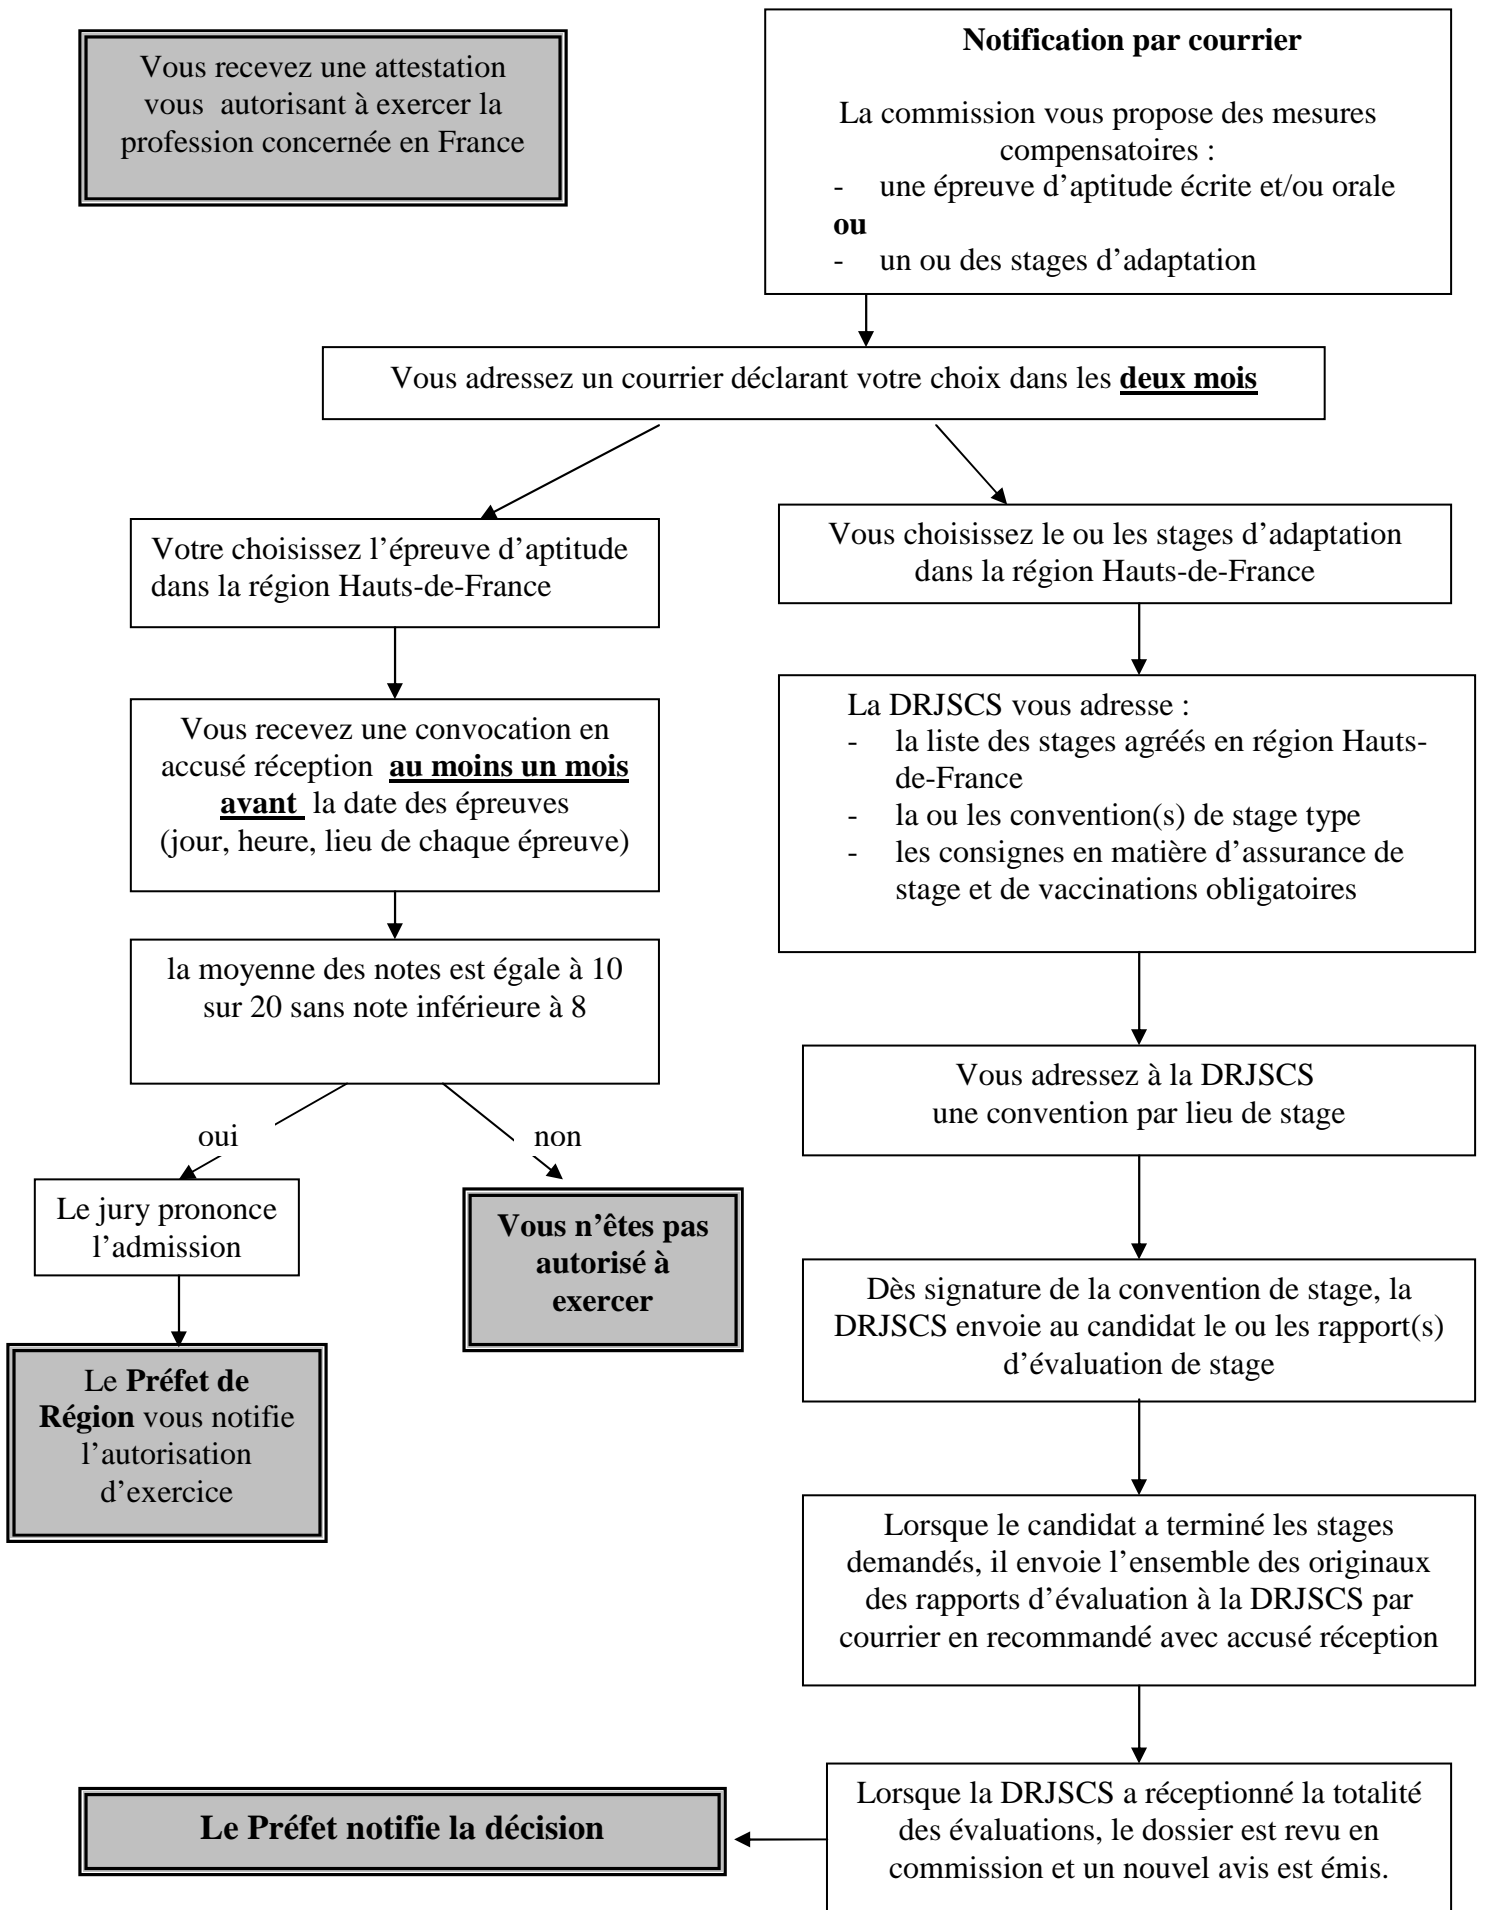 Vous recevez une attestation
vous autorisant à exercer la
profession concernée en France
Notification par courrier
La commission vous propose des mesures
compensatoires :
- une épreuve d’aptitude écrite et/ou orale
ou
- un ou des stages d’adaptation
Vous adressez un courrier déclarant votre choix dans les deux mois
Votre choisissez l’épreuve d’aptitude
dans la région Hauts-de-France
Vous recevez une convocation en
accusé réception au moins un mois
avant la date des épreuves
(jour, heure, lieu de chaque épreuve)
la moyenne des notes est égale à 10
sur 20 sans note inférieure à 8
oui
non
Le jury prononce
l’admission
Vous n’êtes pas
autorisé à
exercer
Le Préfet de
Région vous notifie
l’autorisation
d’exercice
Vous choisissez le ou les stages d’adaptation
dans la région Hauts-de-France
La DRJSCS vous adresse :
- la liste des stages agréés en région Hauts-
de-France
- la ou les convention(s) de stage type
- les consignes en matière d’assurance de
stage et de vaccinations obligatoires
Vous adressez à la DRJSCS
une convention par lieu de stage
Dès signature de la convention de stage, la
DRJSCS envoie au candidat le ou les rapport(s)
d’évaluation de stage
Lorsque le candidat a terminé les stages
demandés, il envoie l’ensemble des originaux
des rapports d’évaluation à la DRJSCS par
courrier en recommandé avec accusé réception
Lorsque la DRJSCS a réceptionné la totalité
des évaluations, le dossier est revu en
commission et un nouvel avis est émis.
Le Préfet notifie la décision